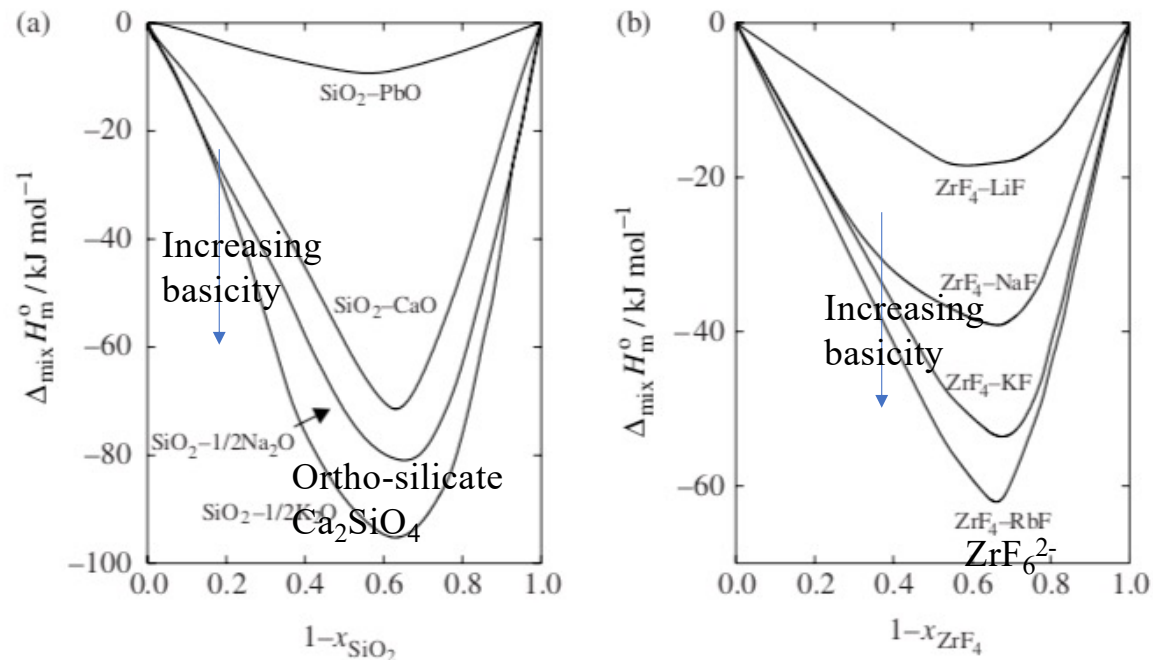 (a)
0
−20
−40
−60
−80
−100
Δmix H°m / kJ mol⁻¹
SiO₂–PbO
Increasing
basicity
SiO₂–CaO
SiO₂–1/2Na₂O
Ortho-silicate
SiO₂–1/2K₂O
Ca₂SiO₄
0.0 0.2 0.4 0.6 0.8 1.0
1–xSiO₂
(b)
0
−20
−40
−60
Δmix H°m / kJ mol⁻¹
ZrF₄–LiF
ZrF₄–NaF
Increasing
basicity
ZrF₄–KF
ZrF₄–RbF
ZrF₆²⁻
0.0 0.2 0.4 0.6 0.8 1.0
1–xZrF₄